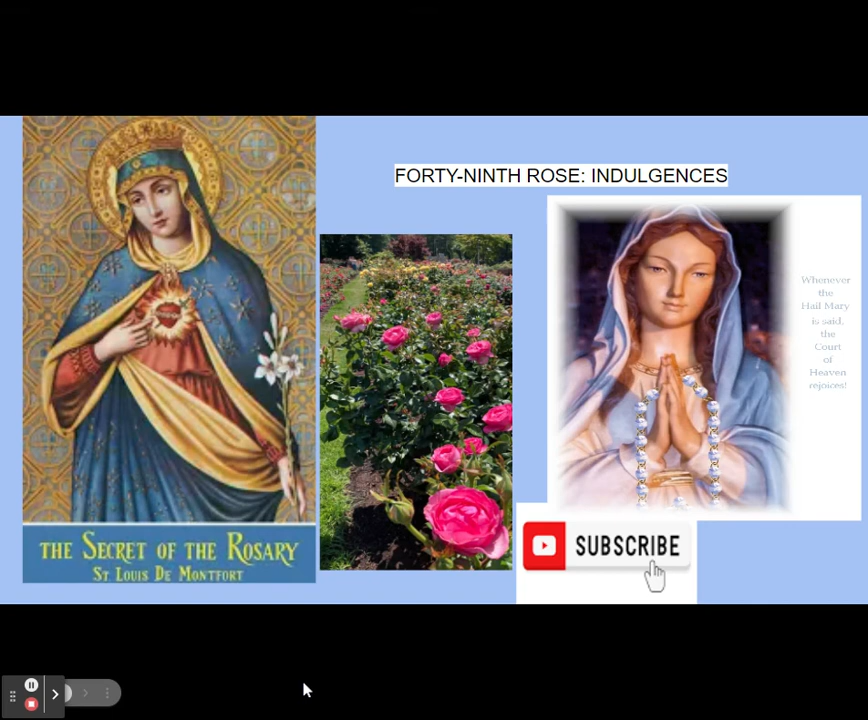 FORTY-NINTH ROSE: INDULGENCES
Whenever
the
Hail Mary
is said,
the
Court
of
Heaven
rejoices!
THE SECRET OF THE ROSARY
ST LOUIS DE MONTFORT
SUBSCRIBE